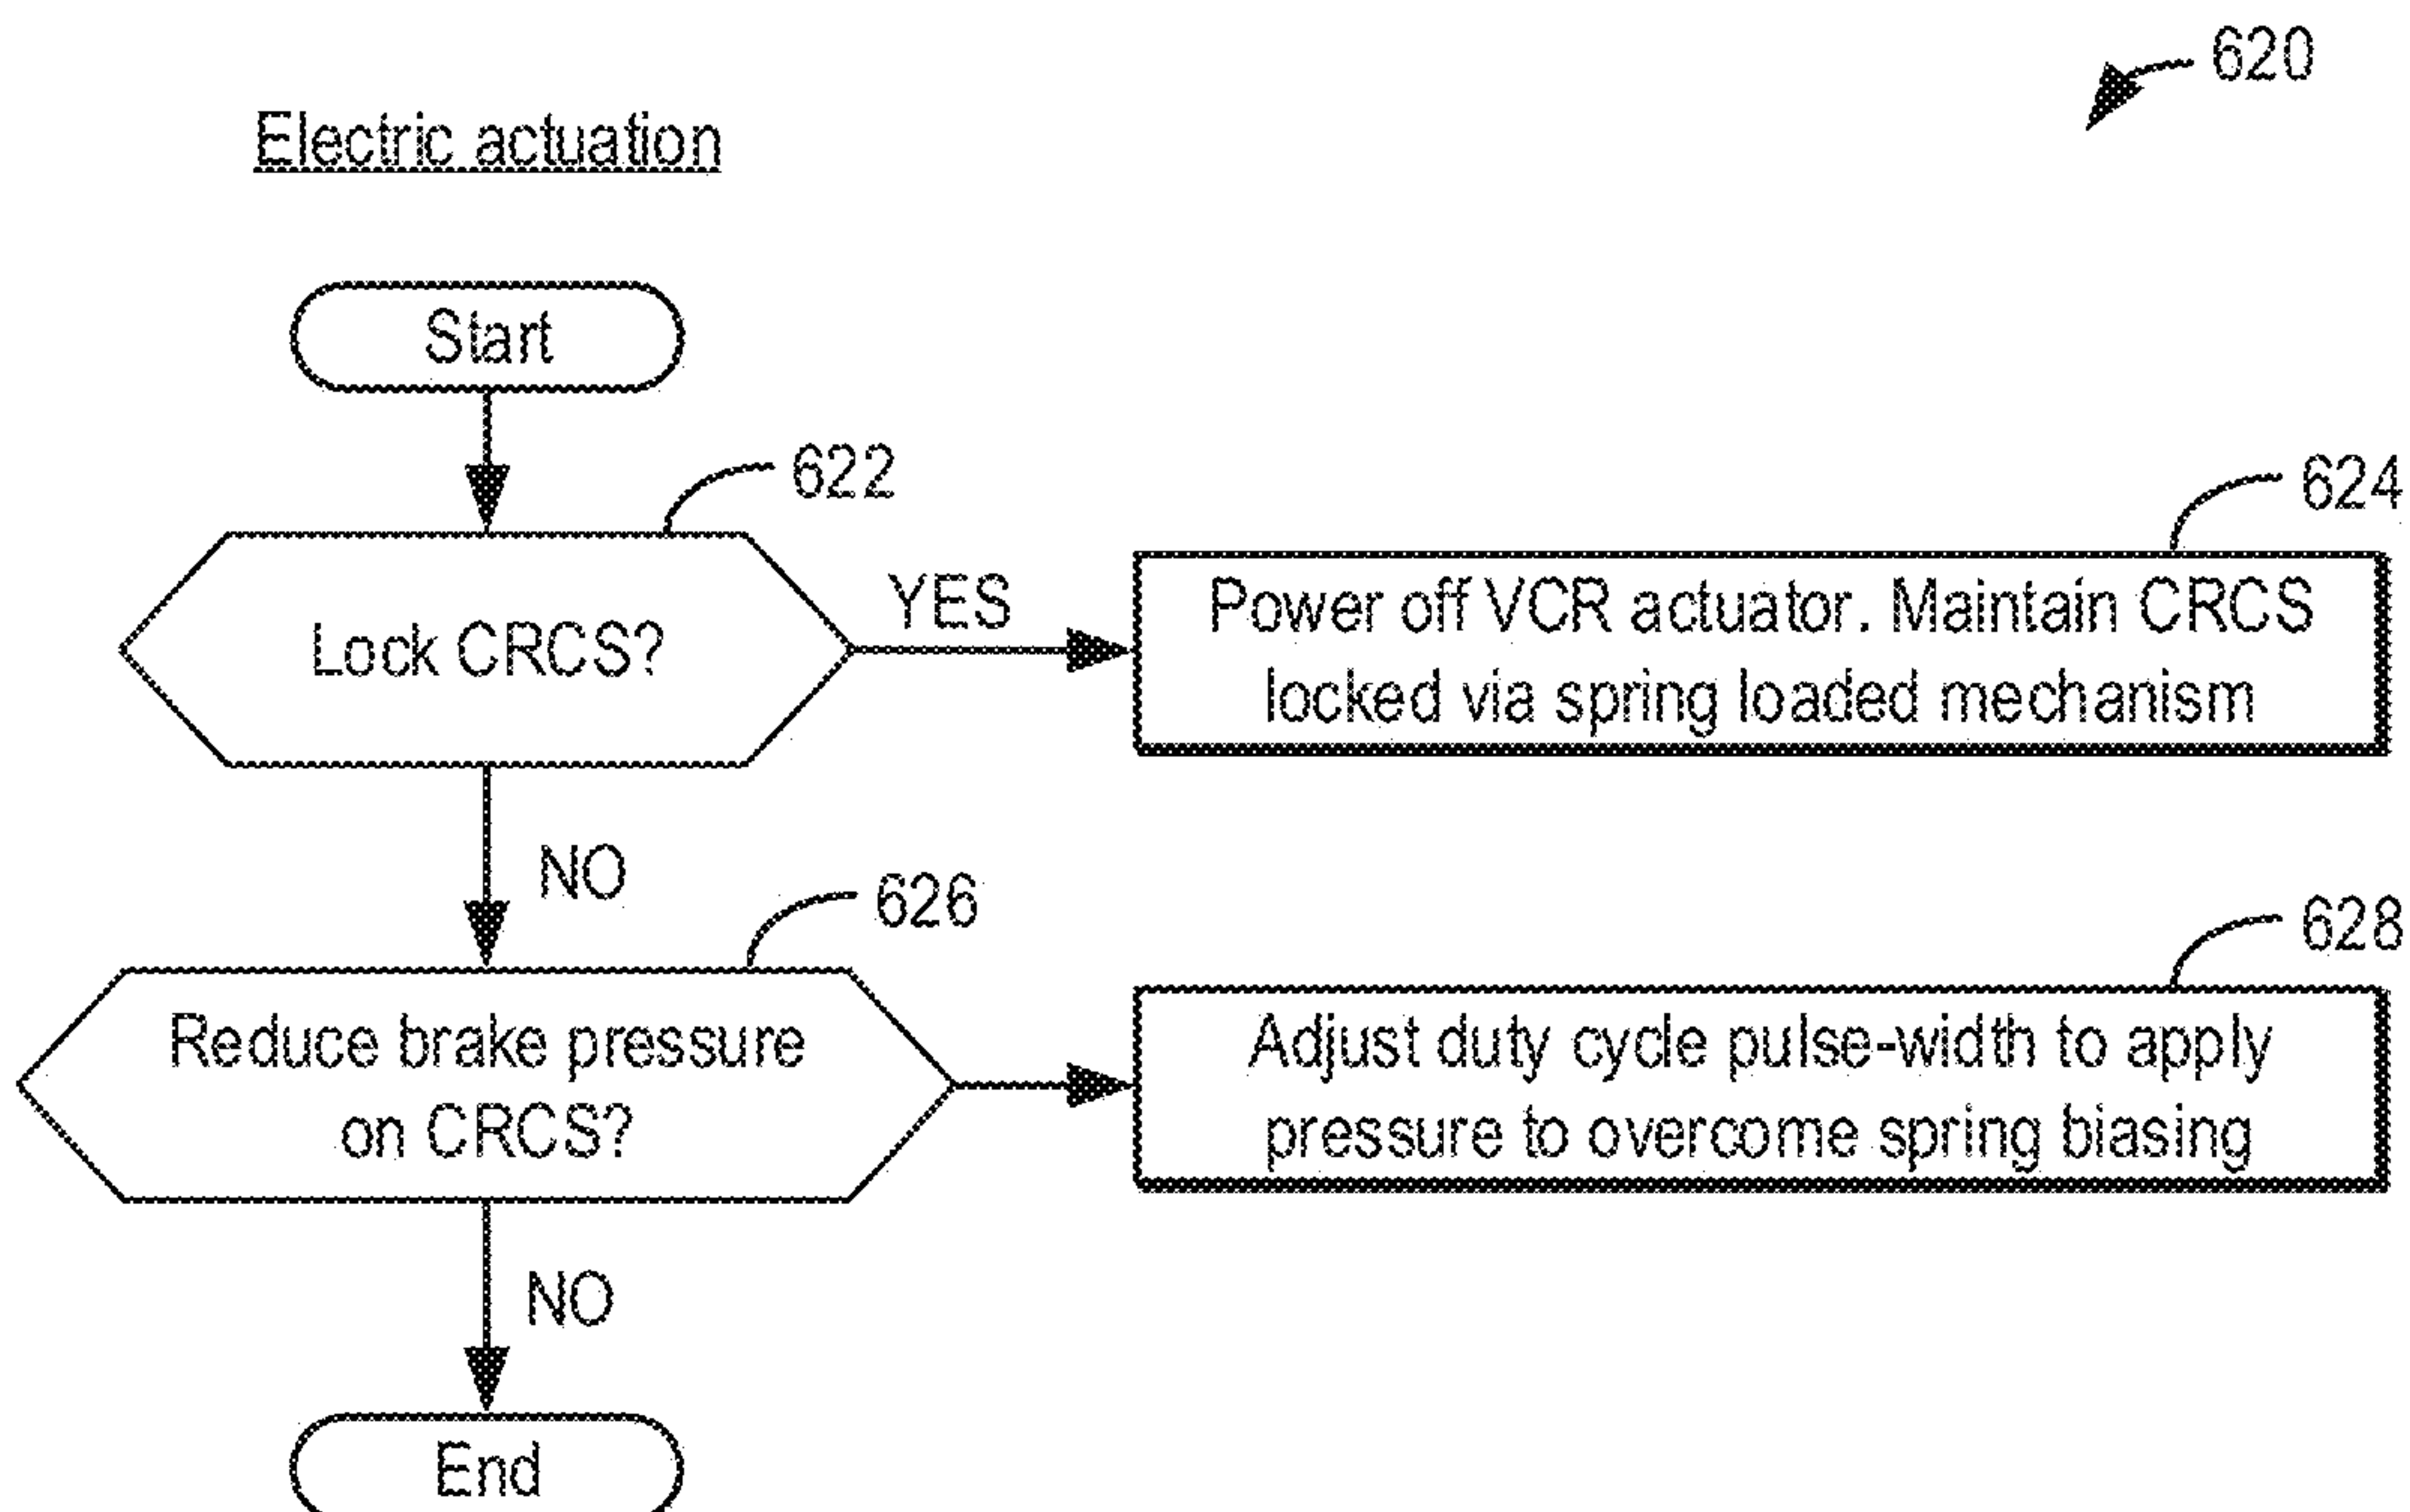 620
Electric actuation
Start
622
Lock CRCS?
YES
624
Power off VCR actuator. Maintain CRCS
locked via spring loaded mechanism
NO
626
Reduce brake pressure
on CRCS?
628
Adjust duty cycle pulse-width to apply
pressure to overcome spring biasing
NO
End